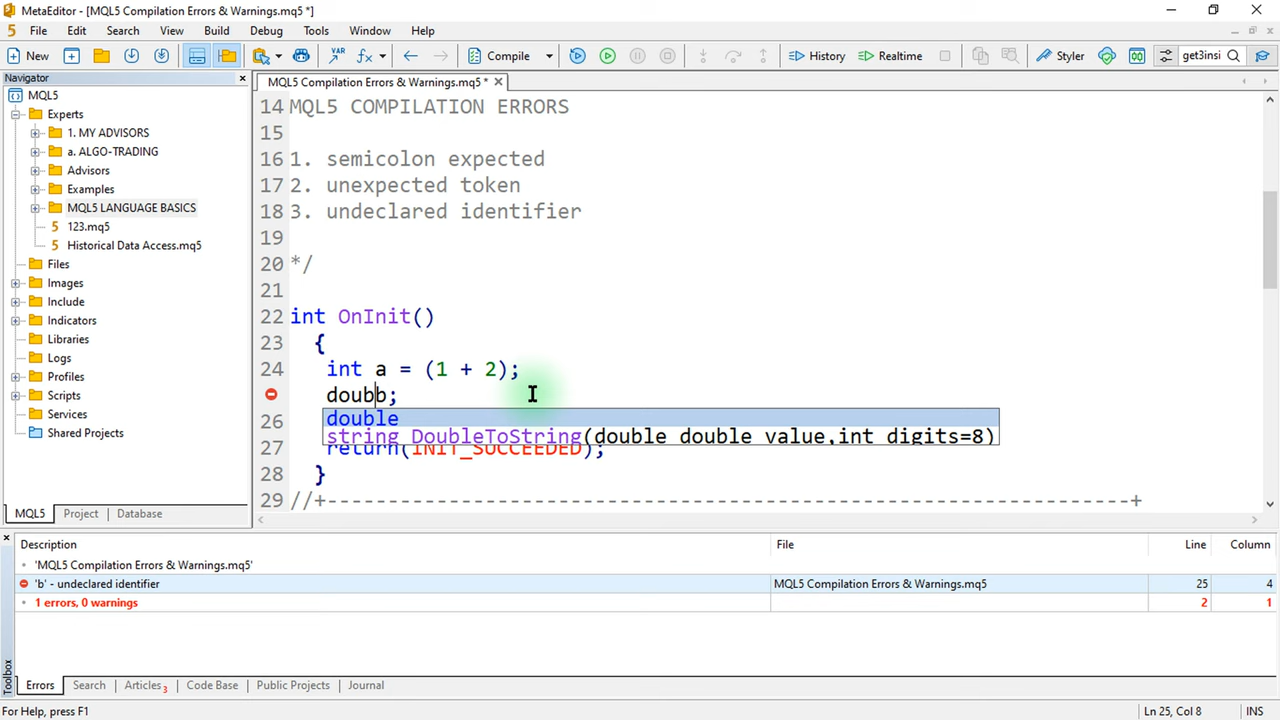 MetaEditor - [MQL5 Compilation Errors & Warnings.mq5 *]
5 File Edit Search View Build Debug Tools Window Help
New VAR fx Compile History Realtime Styler get3insi
Navigator
MQL5
Experts
1. MY ADVISORS
a. ALGO-TRADING
Advisors
Examples
MQL5 LANGUAGE BASICS
5 123.mq5
5 Historical Data Access.mq5
Files
Images
Include
Indicators
Libraries
Logs
Profiles
Scripts
Services
Shared Projects
MQL5 Project Database
MQL5 Compilation Errors & Warnings.mq5 *
14 MQL5 COMPILATION ERRORS
15
16 1. semicolon expected
17 2. unexpected token
18 3. undeclared identifier
19
20 */
21
22 int OnInit()
23 {
24 int a = (1 + 2);
doubb;
double
26 string DoubleToString(double double_value,int digits=8)
27 return(INIT_SUCCEEDED);
28 }
29 //+------------------------------------------------------------------+
Description File Line Column
'MQL5 Compilation Errors & Warnings.mq5'
'b' - undeclared identifier MQL5 Compilation Errors & Warnings.mq5 25 4
1 errors, 0 warnings 2 1
Toolbox
Errors Search Articles 3 Code Base Public Projects Journal
For Help, press F1 Ln 25, Col 8 INS